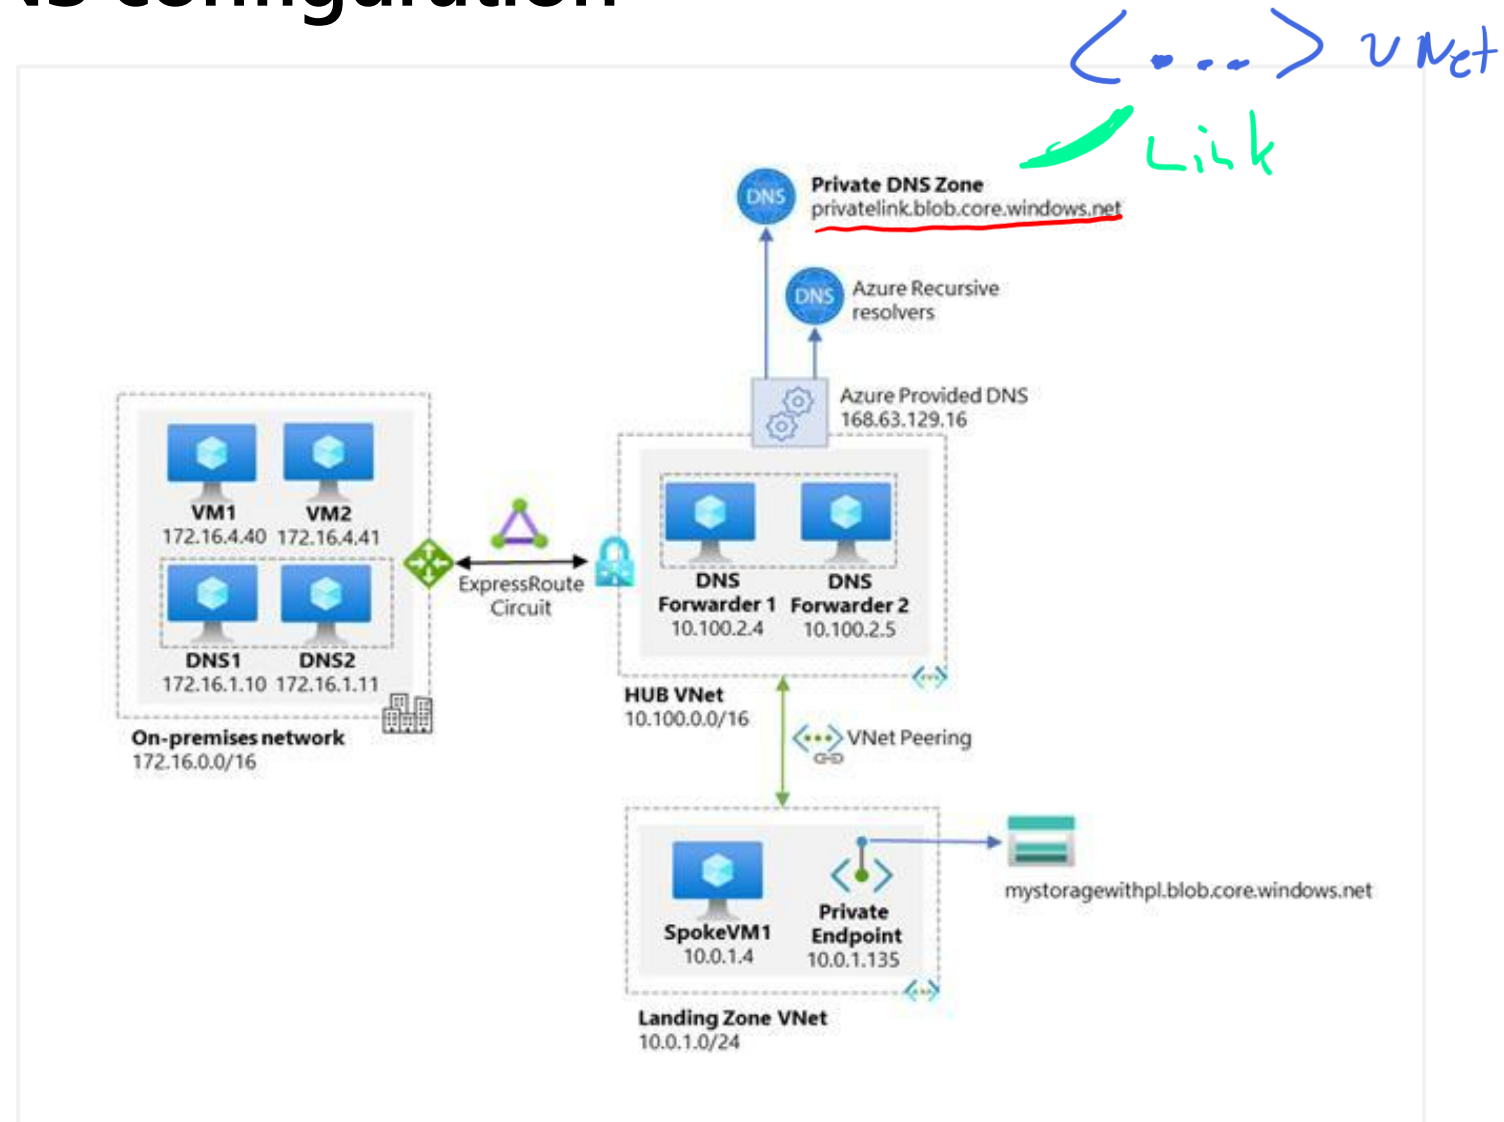 NS configuration
<...> VNet
Link
DNS
Private DNS Zone
privatelink.blob.core.windows.net
DNS
Azure Recursive
resolvers
Azure Provided DNS
168.63.129.16
VM1
172.16.4.40
VM2
172.16.4.41
DNS1
172.16.1.10
DNS2
172.16.1.11
On-premises network
172.16.0.0/16
ExpressRoute
Circuit
DNS
Forwarder 1
10.100.2.4
DNS
Forwarder 2
10.100.2.5
HUB VNet
10.100.0.0/16
VNet Peering
SpokeVM1
10.0.1.4
Private
Endpoint
10.0.1.135
mystoragewithpl.blob.core.windows.net
Landing Zone VNet
10.0.1.0/24